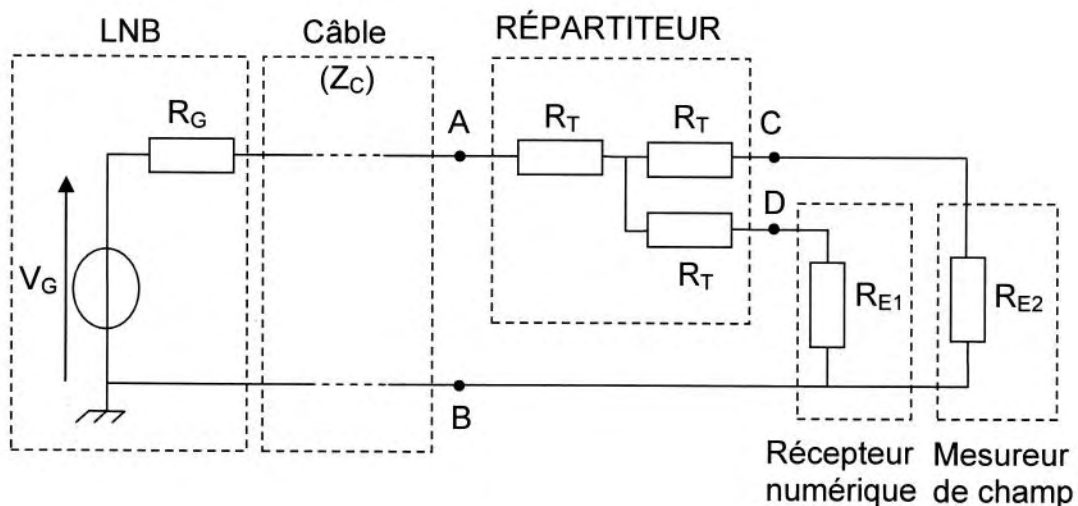 LNB
Câble
(Z_C)
RÉPARTITEUR
R_G
A
R_T
R_T
C
D
R_T
V_G
R_E1
R_E2
B
Récepteur
numérique
Mesureur
de champ